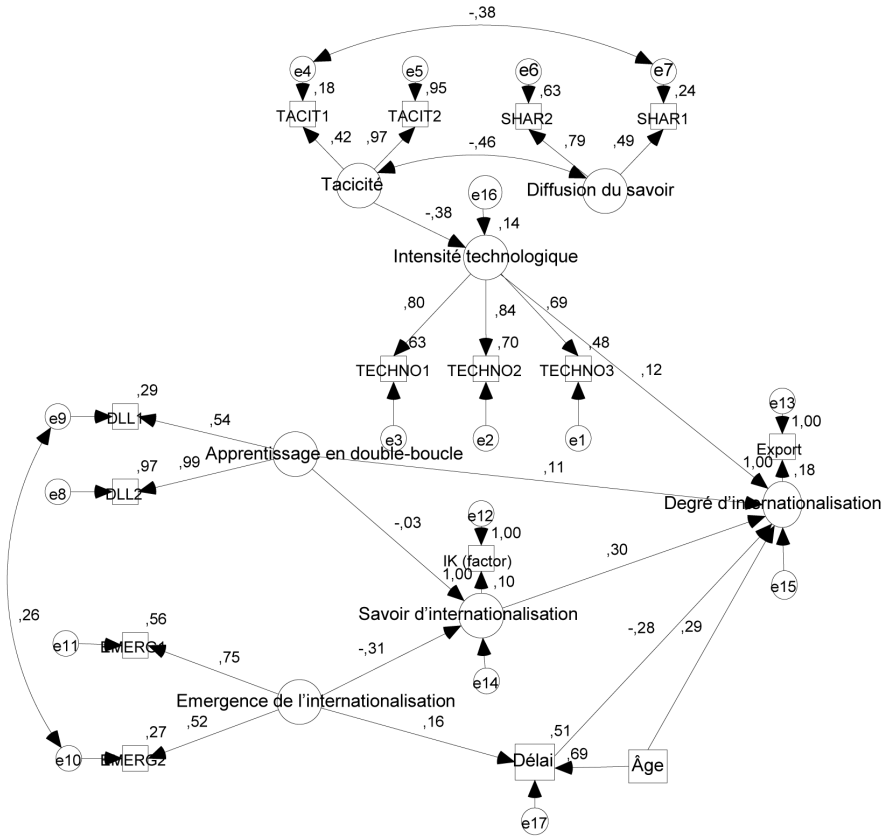 -,38
e4 e5 e6 e7
,18 ,95 ,63 ,24
TACIT1 TACIT2 SHAR2 SHAR1
,42 ,97 ,79 ,49
-,46
Tacicité Diffusion du savoir
e16
-,38 ,14
Intensité technologique
,80 ,84 ,69
,63 ,70 ,48
TECHNO1 TECHNO2 TECHNO3
,12
e3 e2 e1
,29
e9 DLL1 ,54
e13
1,00
Export
Apprentissage en double-boucle
,97 ,99
e8 DLL2
,11
1,00 ,18
Degré d’internationalisation
-,03
e12
1,00
IK (factor)
1,00 ,10
Savoir d’internationalisation
,30
e15
,26
,56
e11 EMERG1
,75
-,31
-,28 ,29
e14
Emergence de l’internationalisation
,52 ,16
,27
e10 EMERG2
,51
Délai ,69 Âge
e17